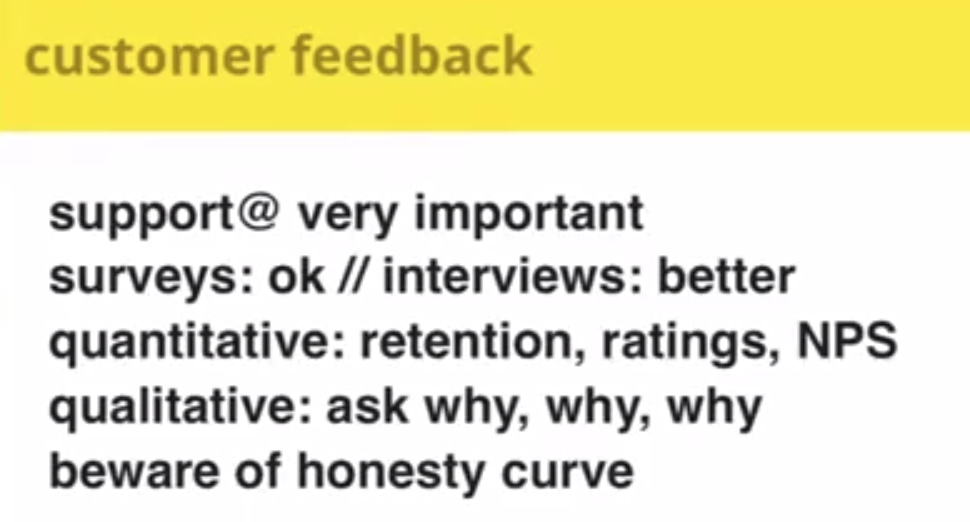 customer feedback
support@ very important
surveys: ok // interviews: better
quantitative: retention, ratings, NPS
qualitative: ask why, why, why
beware of honesty curve